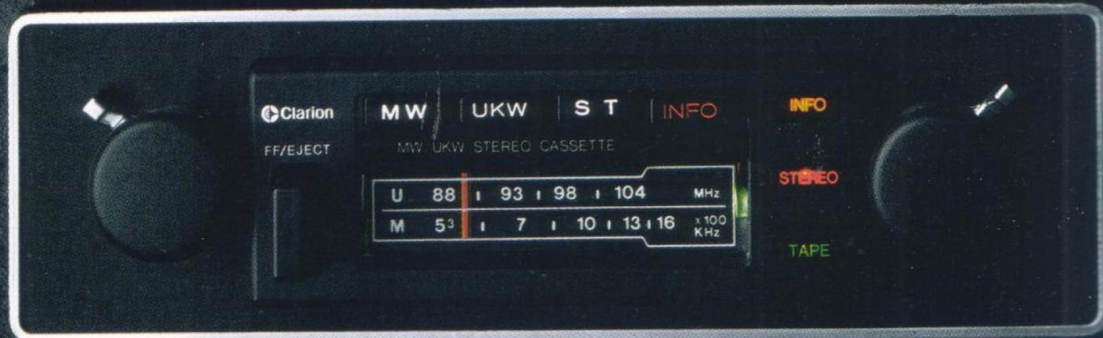 Clarion MW UKW ST INFO INFO
FF/EJECT MW UKW STEREO CASSETTE
STEREO
U 88 93 98 104 MHz
M 5³ 7 10 13 16 x100 KHz
TAPE